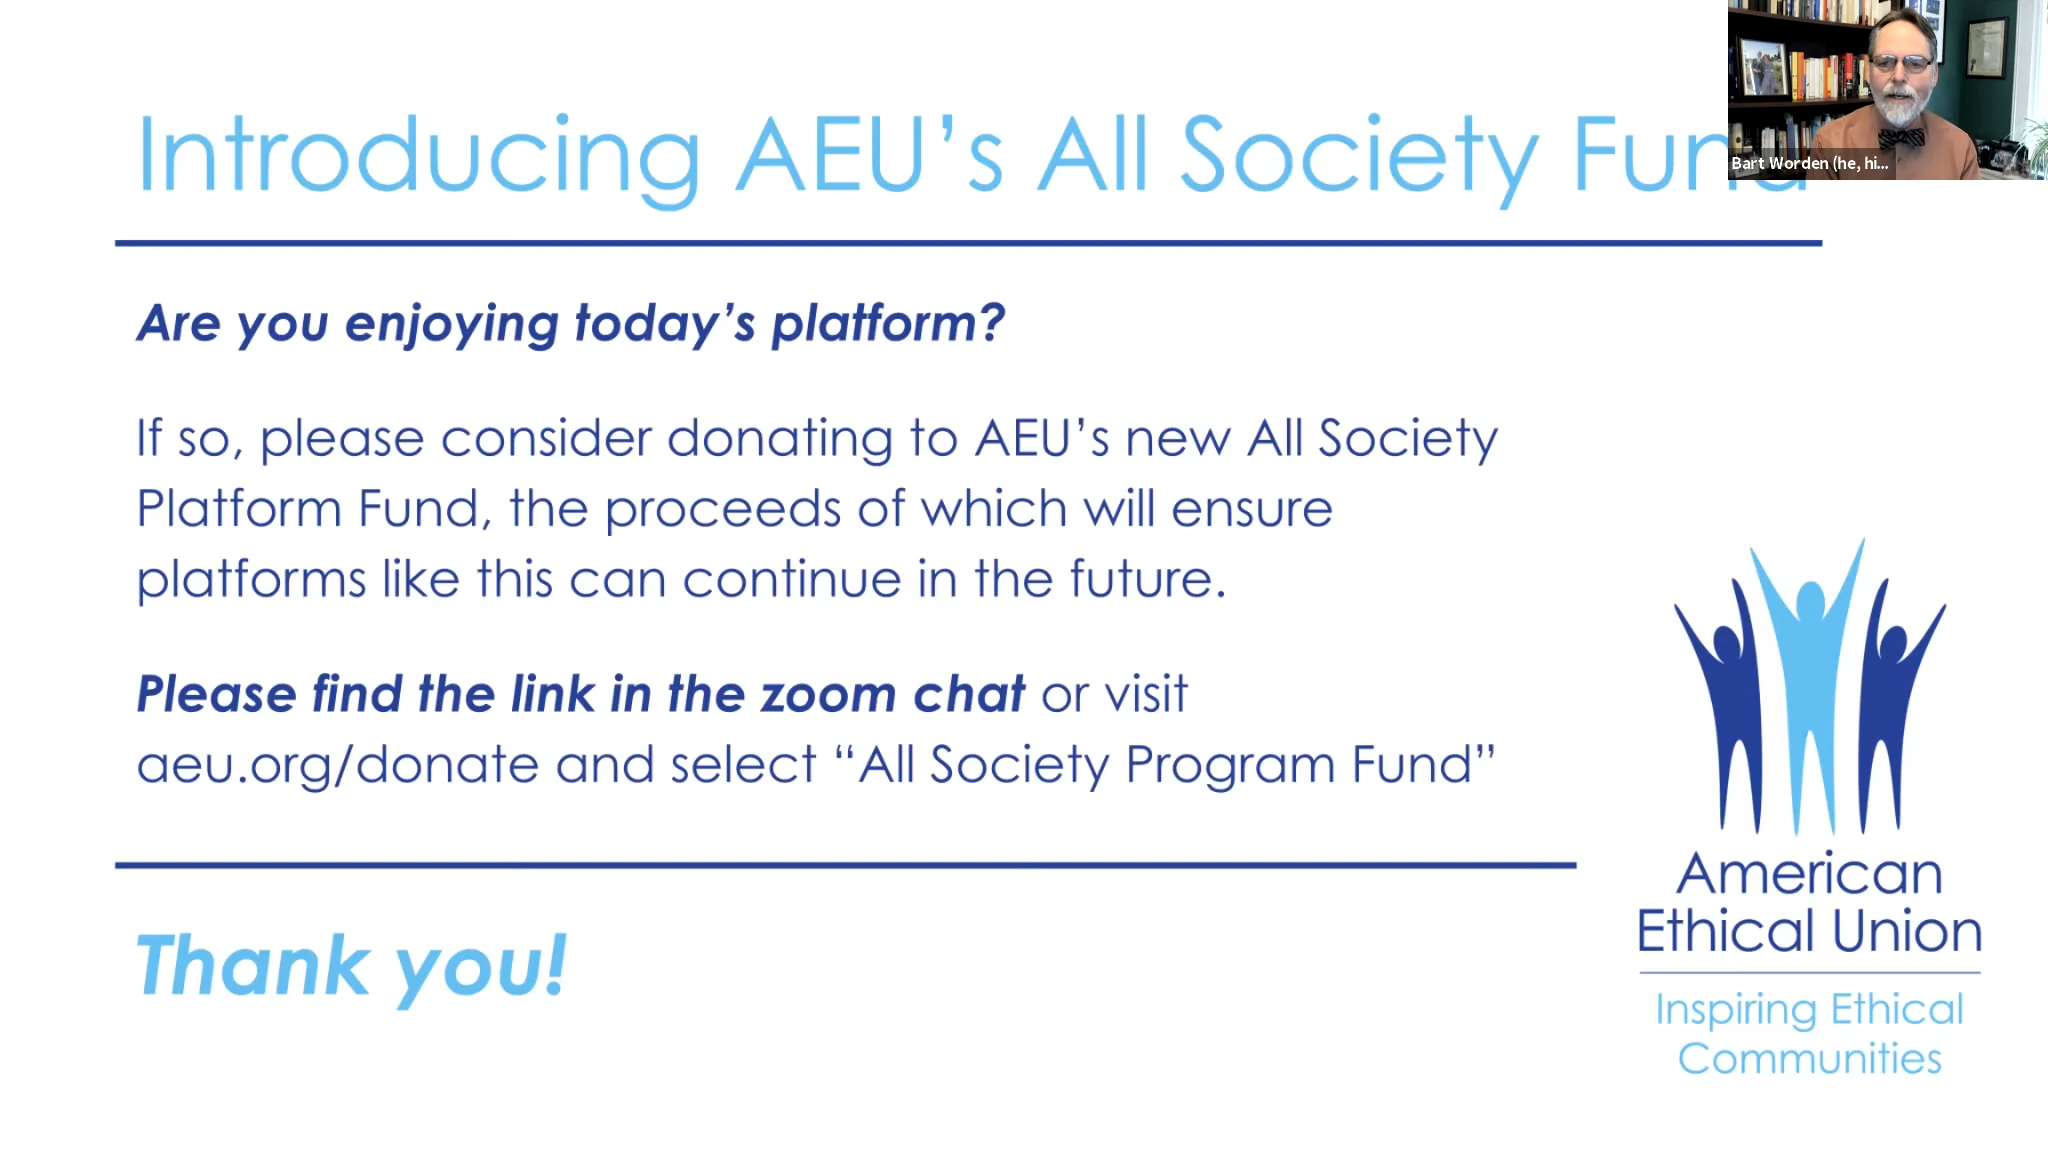 Introducing AEU’s All Society Fund
Bart Worden (he, hi...
Are you enjoying today’s platform?
If so, please consider donating to AEU’s new All Society
Platform Fund, the proceeds of which will ensure
platforms like this can continue in the future.
Please find the link in the zoom chat or visit
aeu.org/donate and select “All Society Program Fund”
Thank you!
American
Ethical Union
Inspiring Ethical
Communities